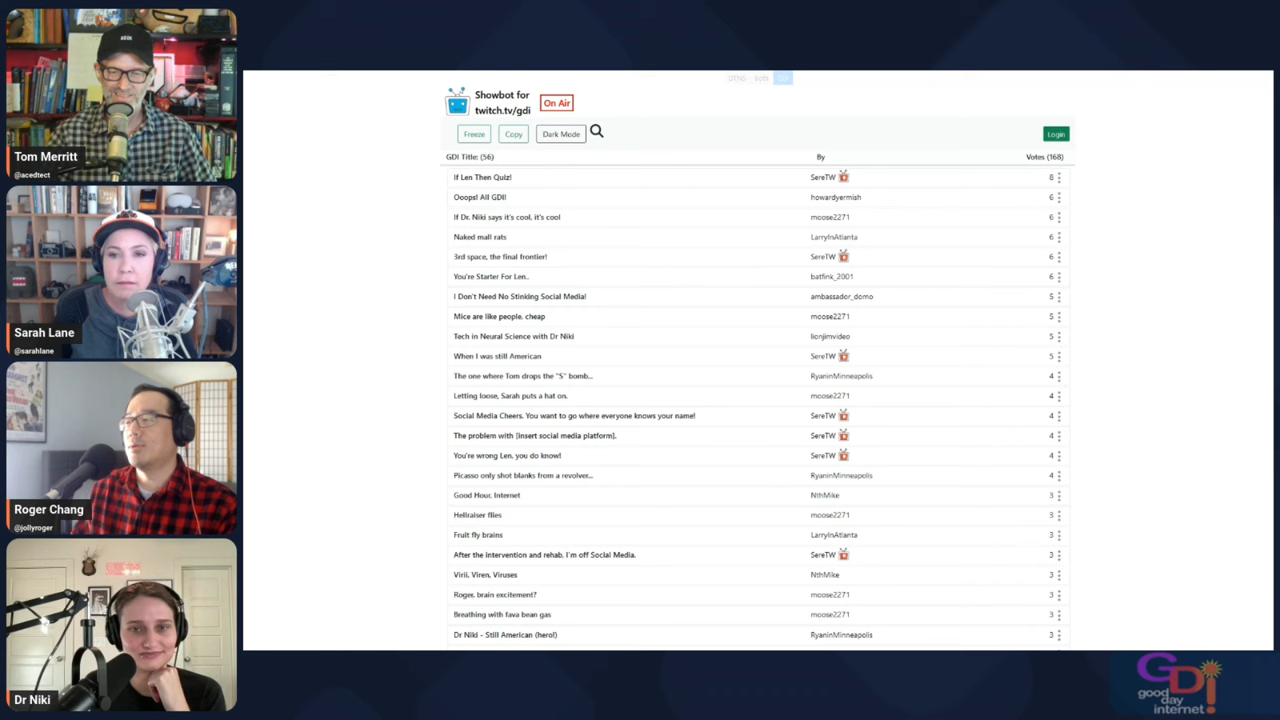 Tom Merritt
@acedtect
Sarah Lane
@sarahlane
Roger Chang
@jollyroger
Dr Niki
DTNS
Showbot for
twitch.tv/gdi
On Air
Freeze
Copy
Dark Mode
Login
GDI Title: (56) By Votes (168)
If Len Then Quiz! SereTW 8
Ooops! All GDI! howardyermish 6
If Dr. Niki says it's cool, it's cool moose2271 6
Naked mall rats LarryInAtlanta 6
3rd space, the final frontier! SereTW 6
You're Starter For Len.. batfink_2001 6
I Don't Need No Stinking Social Media! ambassador_domo 5
Mice are like people, cheap moose2271 5
Tech in Neural Science with Dr Niki lionjimvideo 5
When I was still American SereTW 5
The one where Tom drops the "S" bomb... RyaninMinneapolis 4
Letting loose, Sarah puts a hat on. moose2271 4
Social Media Cheers. You want to go where everyone knows your name! SereTW 4
The problem with [insert social media platform]. SereTW 4
You're wrong Len, you do know! SereTW 4
Picasso only shot blanks from a revolver... RyaninMinneapolis 4
Good Hour, Internet NthMike 3
Hellraiser flies moose2271 3
Fruit fly brains LarryInAtlanta 3
After the intervention and rehab, I'm off Social Media. SereTW 3
Virii, Viren, Viruses NthMike 3
Roger, brain excitement? moose2271 3
Breathing with fava bean gas moose2271 3
Dr Niki - Still American (hero!) RyaninMinneapolis 3
GD!
good
day
internet!